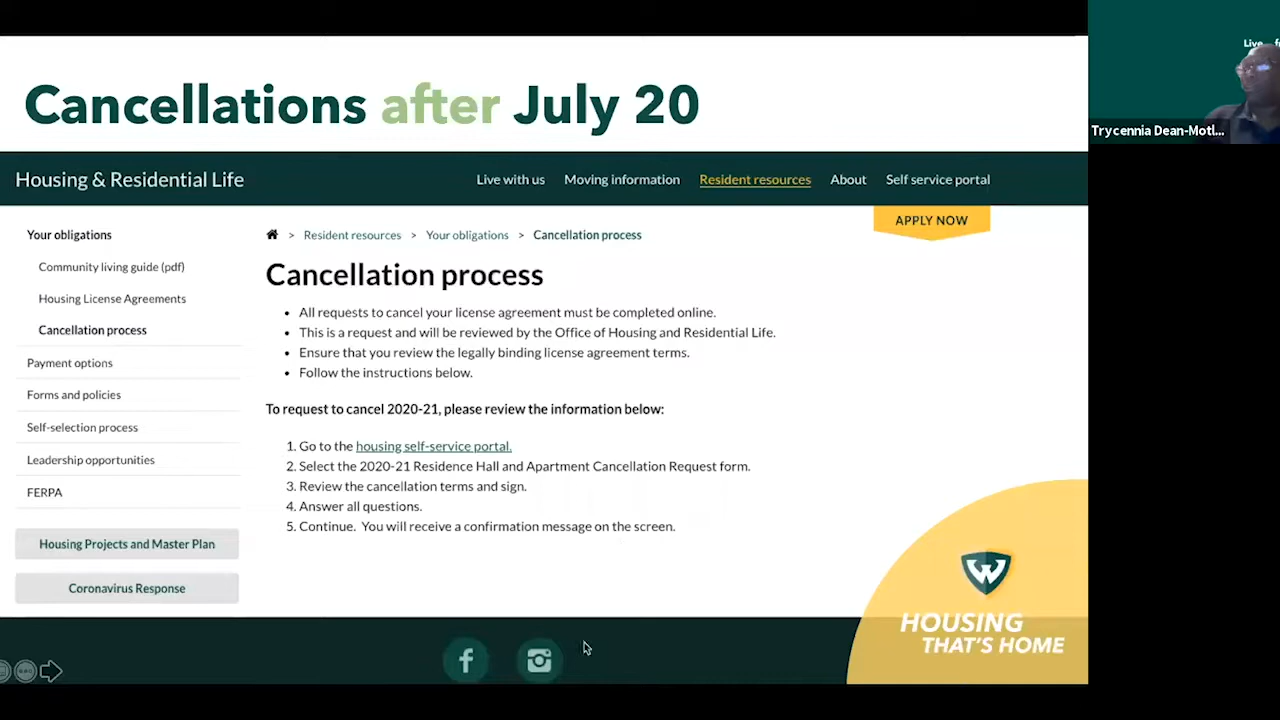 Cancellations after July 20
Live
Trycennia Dean-Motl...
Housing & Residential Life
Live with us
Moving information
Resident resources
About
Self service portal
APPLY NOW
Your obligations
Community living guide (pdf)
Housing License Agreements
Cancellation process
Payment options
Forms and policies
Self-selection process
Leadership opportunities
FERPA
Housing Projects and Master Plan
Coronavirus Response
> Resident resources > Your obligations > Cancellation process
Cancellation process
• All requests to cancel your license agreement must be completed online.
• This is a request and will be reviewed by the Office of Housing and Residential Life.
• Ensure that you review the legally binding license agreement terms.
• Follow the instructions below.
To request to cancel 2020-21, please review the information below:
1. Go to the housing self-service portal.
2. Select the 2020-21 Residence Hall and Apartment Cancellation Request form.
3. Review the cancellation terms and sign.
4. Answer all questions.
5. Continue. You will receive a confirmation message on the screen.
W
HOUSING
THAT'S HOME
f